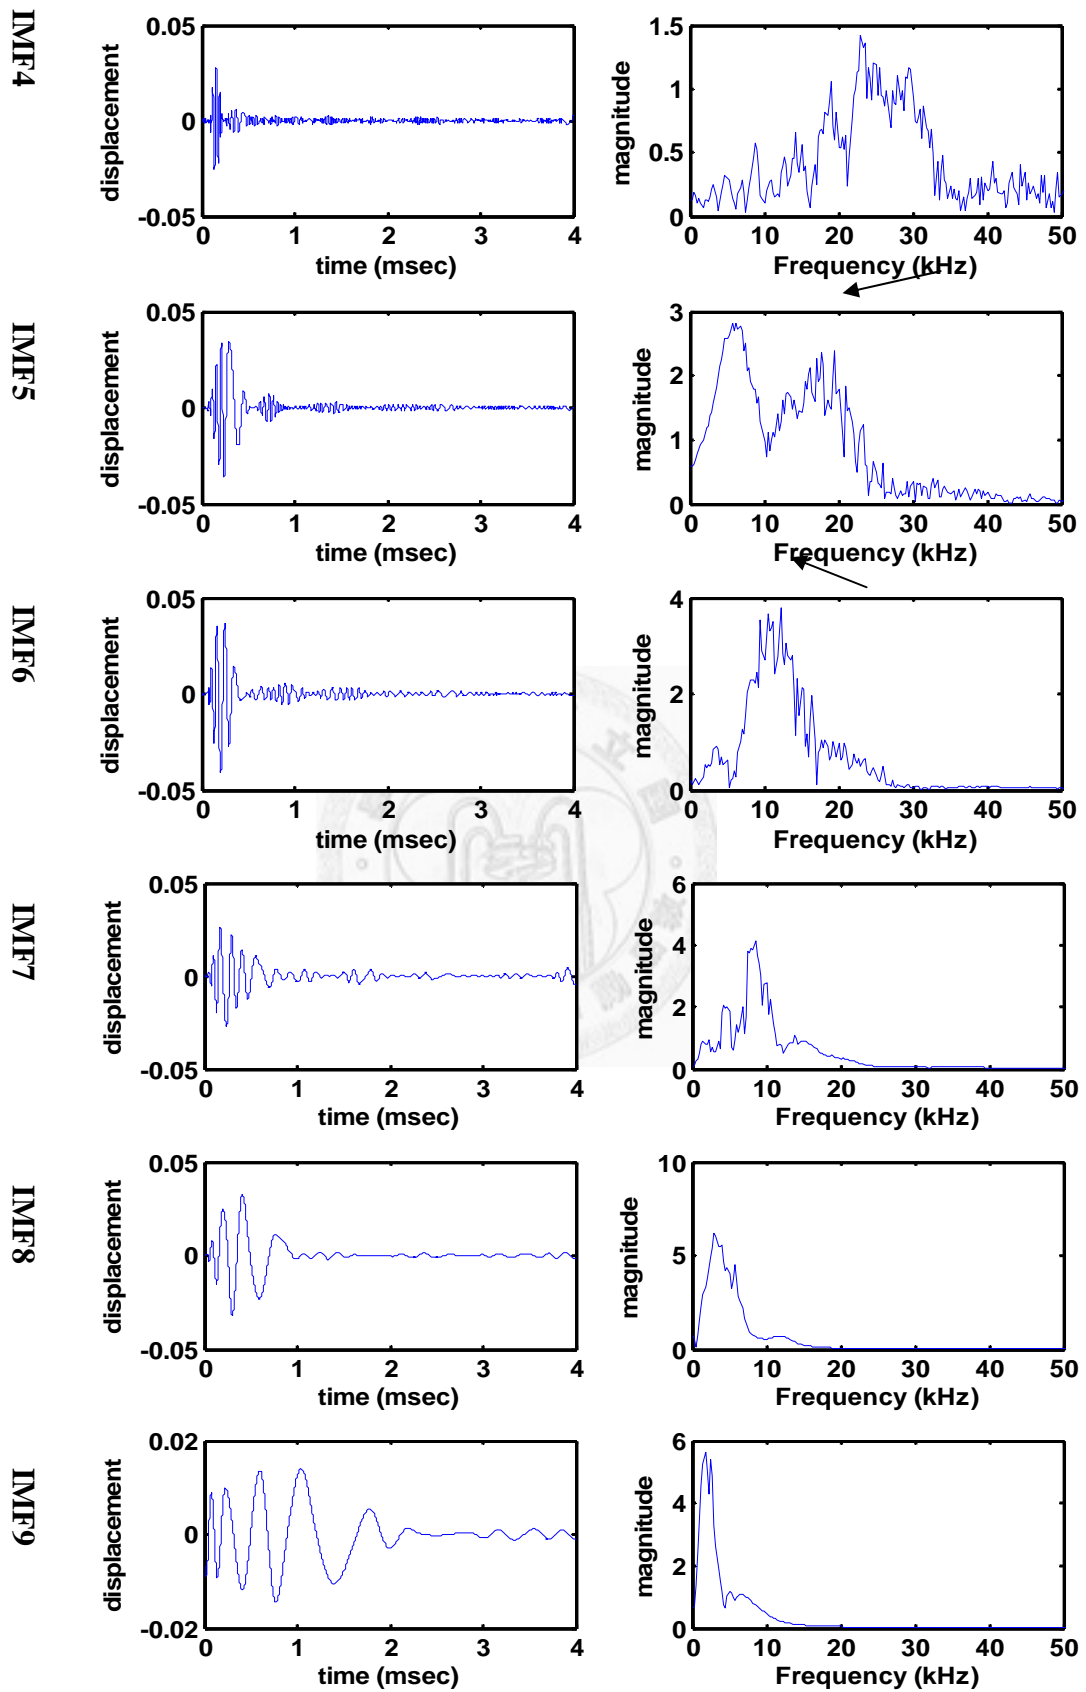 IMF4
displacement
0.05
0
-0.05
0 1 2 3 4
time (msec)
magnitude
1.5
1
0.5
0
0 10 20 30 40 50
Frequency (kHz)
IMF5
displacement
0.05
0
-0.05
0 1 2 3 4
time (msec)
magnitude
3
2
1
0
0 10 20 30 40 50
Frequency (kHz)
IMF6
displacement
0.05
0
-0.05
0 1 2 3 4
time (msec)
magnitude
4
2
0
0 10 20 30 40 50
Frequency (kHz)
IMF7
displacement
0.05
0
-0.05
0 1 2 3 4
time (msec)
magnitude
6
4
2
0
0 10 20 30 40 50
Frequency (kHz)
IMF8
displacement
0.05
0
-0.05
0 1 2 3 4
time (msec)
magnitude
10
5
0
0 10 20 30 40 50
Frequency (kHz)
IMF9
displacement
0.02
0
-0.02
0 1 2 3 4
time (msec)
magnitude
6
4
2
0
0 10 20 30 40 50
Frequency (kHz)
立